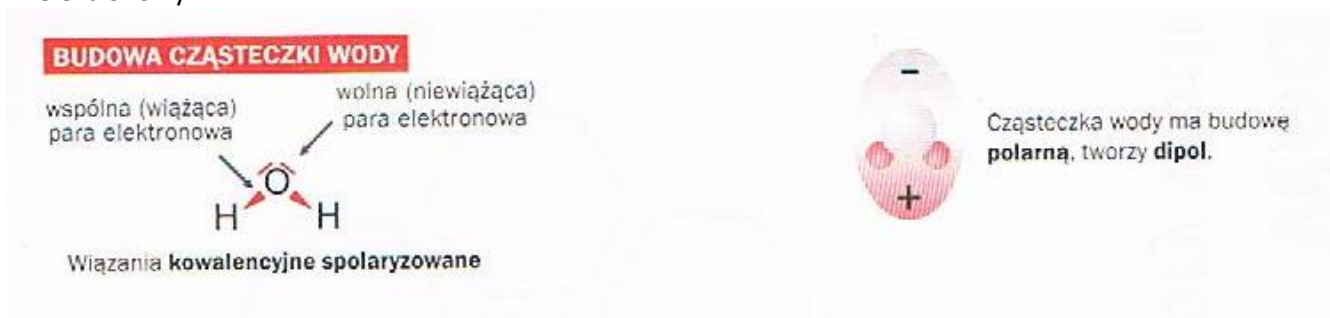 BUDOWA CZĄSTECZKI WODY
wspólna (wiążąca)
para elektronowa
wolna (niewiążąca)
para elektronowa
O
H H
Wiązania kowalencyjne spolaryzowane
-
+
Cząsteczka wody ma budowę
polarną, tworzy dipol.